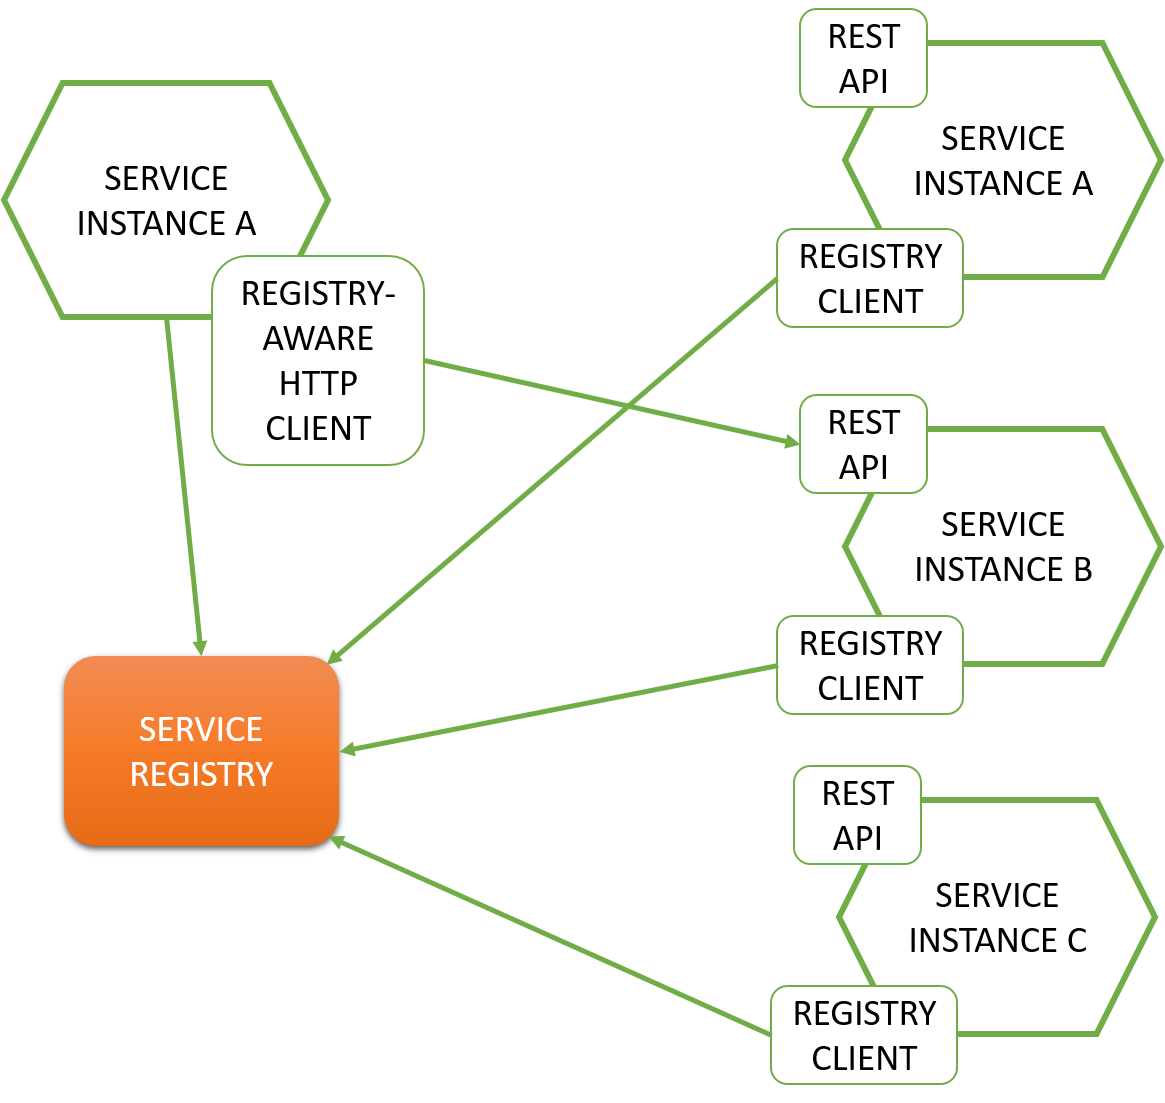 SERVICE
INSTANCE A
REGISTRY-
AWARE
HTTP
CLIENT
SERVICE
REGISTRY
REST
API
SERVICE
INSTANCE A
REGISTRY
CLIENT
REST
API
SERVICE
INSTANCE B
REGISTRY
CLIENT
REST
API
SERVICE
INSTANCE C
REGISTRY
CLIENT